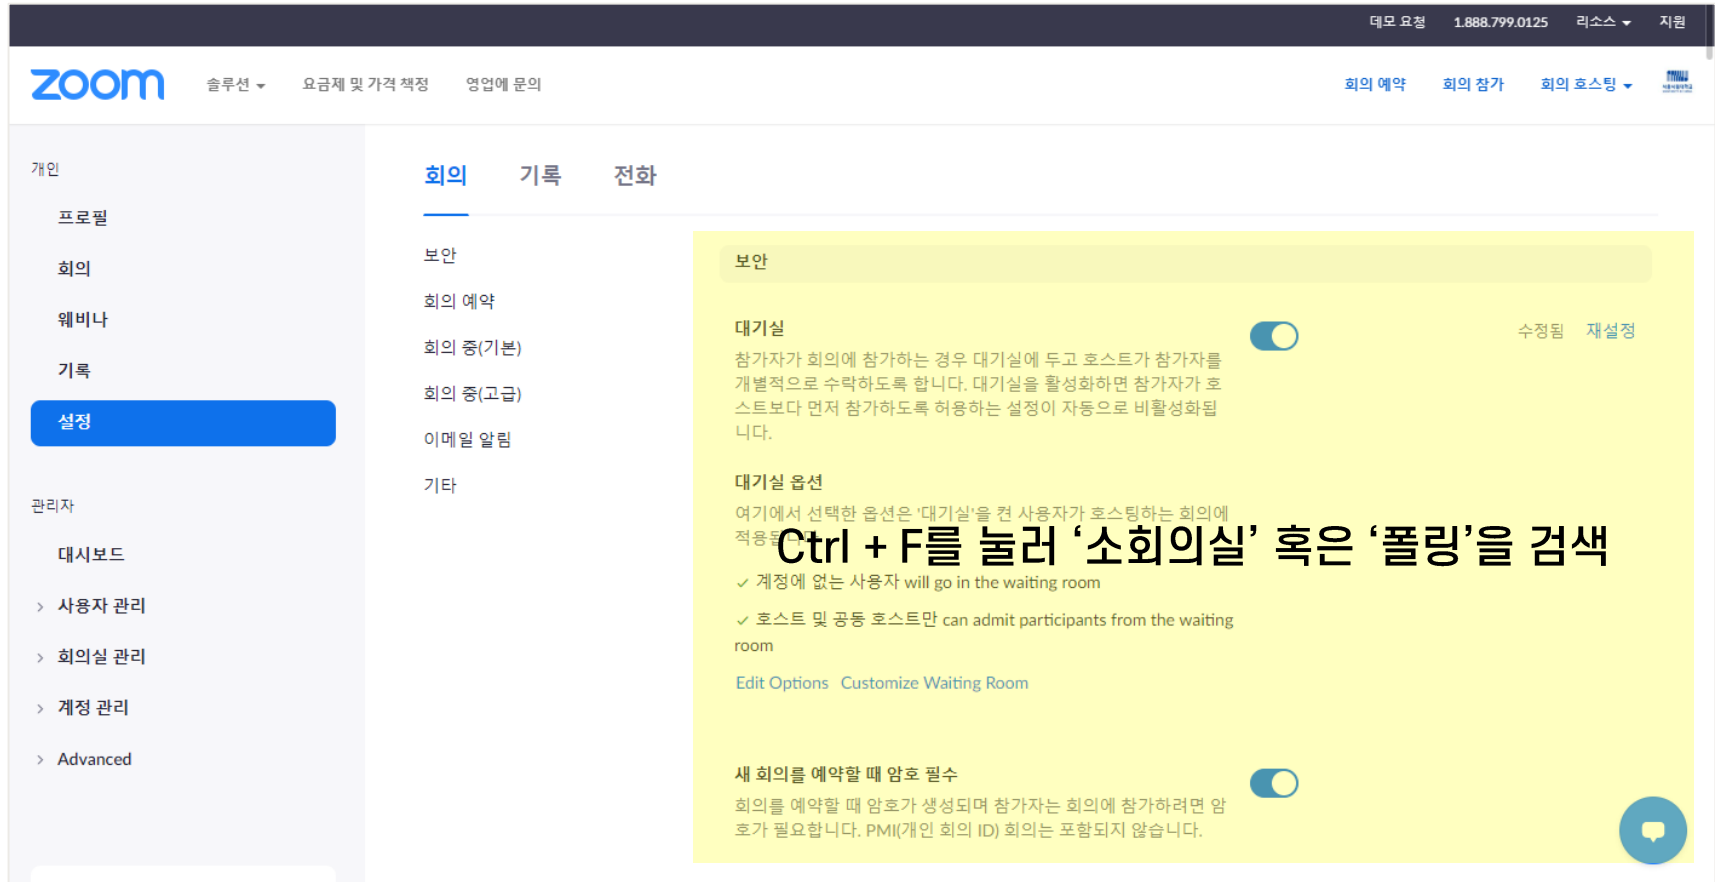 데모 요청 1.888.799.0125 리소스 지원
zoom 솔루션 요금제 및 가격 책정 영업에 문의 회의 예약 회의 참가 회의 호스팅
개인
프로필
회의
웨비나
기록
설정
관리자
대시보드
사용자 관리
회의실 관리
계정 관리
Advanced
회의 기록 전화
보안
회의 예약
회의 중(기본)
회의 중(고급)
이메일 알림
기타
보안
대기실
수정됨 재설정
참가자가 회의에 참가하는 경우 대기실에 두고 호스트가 참가자를
개별적으로 수락하도록 합니다. 대기실을 활성화하면 참가자가 호
스트보다 먼저 참가하도록 허용하는 설정이 자동으로 비활성화됩
니다.
대기실 옵션
여기에서 선택한 옵션은 '대기실'을 켠 사용자가 호스팅하는 회의에
적용됩니다.
Ctrl + F를 눌러 ‘소회의실’ 혹은 ‘폴링’을 검색
계정에 없는 사용자 will go in the waiting room
호스트 및 공동 호스트만 can admit participants from the waiting
room
Edit Options Customize Waiting Room
새 회의를 예약할 때 암호 필수
회의를 예약할 때 암호가 생성되며 참가자는 회의에 참가하려면 암
호가 필요합니다. PMI(개인 회의 ID) 회의는 포함되지 않습니다.